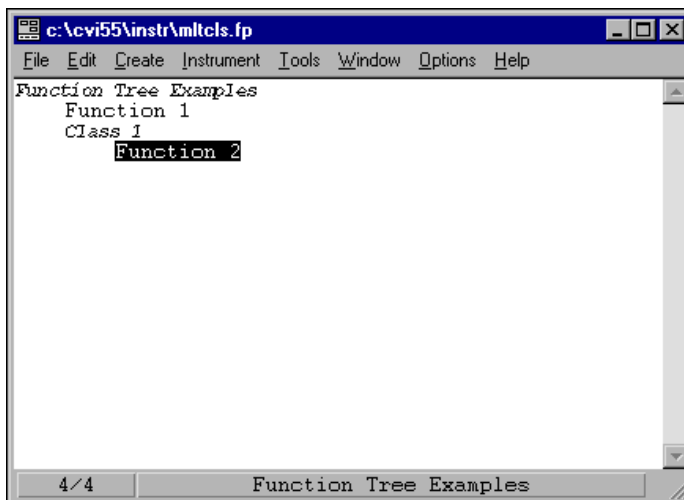 c:\cvi55\instr\mltcls.fp
File Edit Create Instrument Tools Window Options Help
Function Tree Examples
Function 1
Class 1
Function 2
4/4 Function Tree Examples